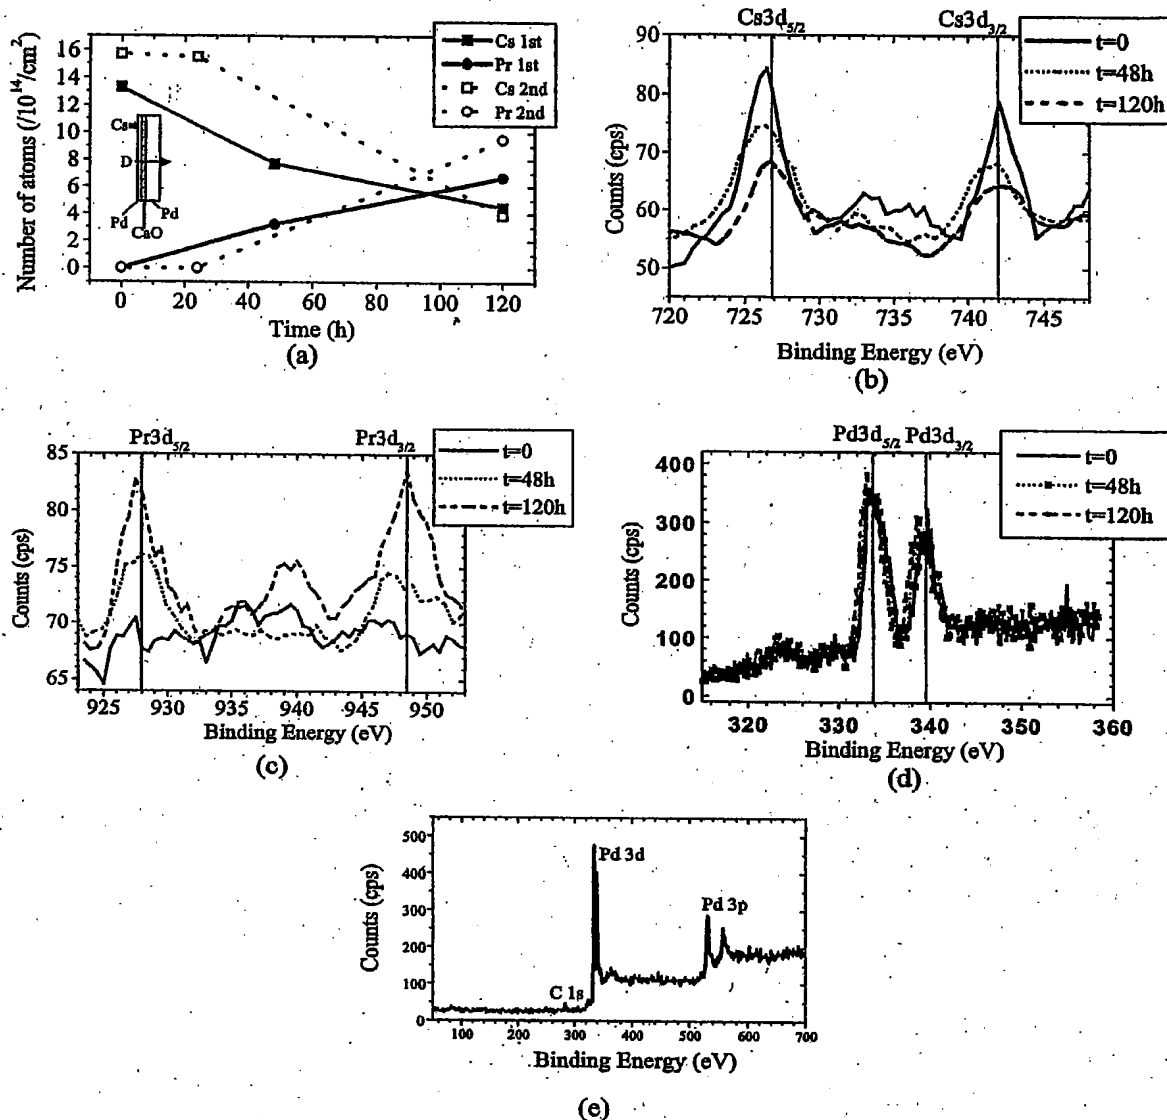 Number of atoms (/10^14/cm^2)
16
14
12
10
8
6
4
2
0
Cs 1st
Pr 1st
Cs 2nd
Pr 2nd
Cs
D
Pd
Pd
CaO
0 20 40 60 80 100 120
Time (h)
(a)
Cs3d5/2
Cs3d3/2
t=0
t=48h
t=120h
Counts (cps)
90
80
70
60
50
720 725 730 735 740 745
Binding Energy (eV)
(b)
Pr3d5/2
Pr3d3/2
t=0
t=48h
t=120h
Counts (cps)
85
80
75
70
65
925 930 935 940 945 950
Binding Energy (eV)
(c)
Pd3d5/2 Pd3d3/2
t=0
t=48h
t=120h
Counts (cps)
400
300
200
100
0
320 330 340 350 360
Binding Energy (eV)
(d)
Counts (cps)
500
400
300
200
100
0
Pd 3d
Pd 3p
C 1s
100 200 300 400 500 600 700
Binding Energy (eV)
(e)